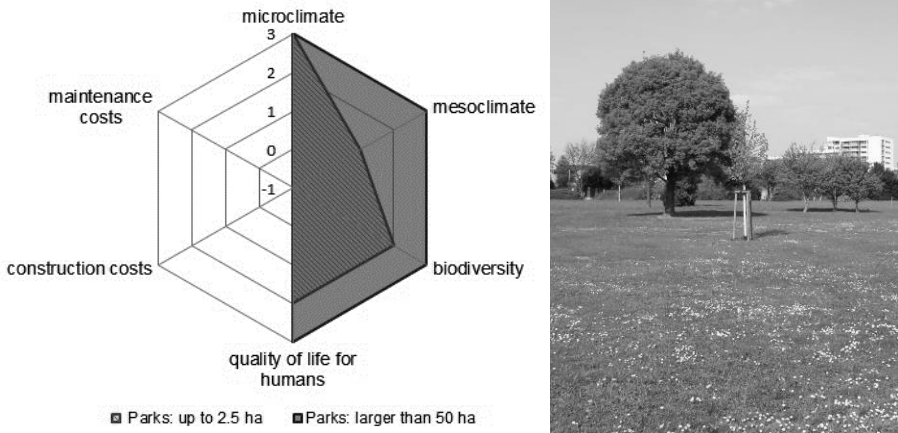 microclimate
3
2
1
0
-1
mesoclimate
biodiversity
quality of life for
humans
construction costs
maintenance
costs
Parks: up to 2.5 ha Parks: larger than 50 ha